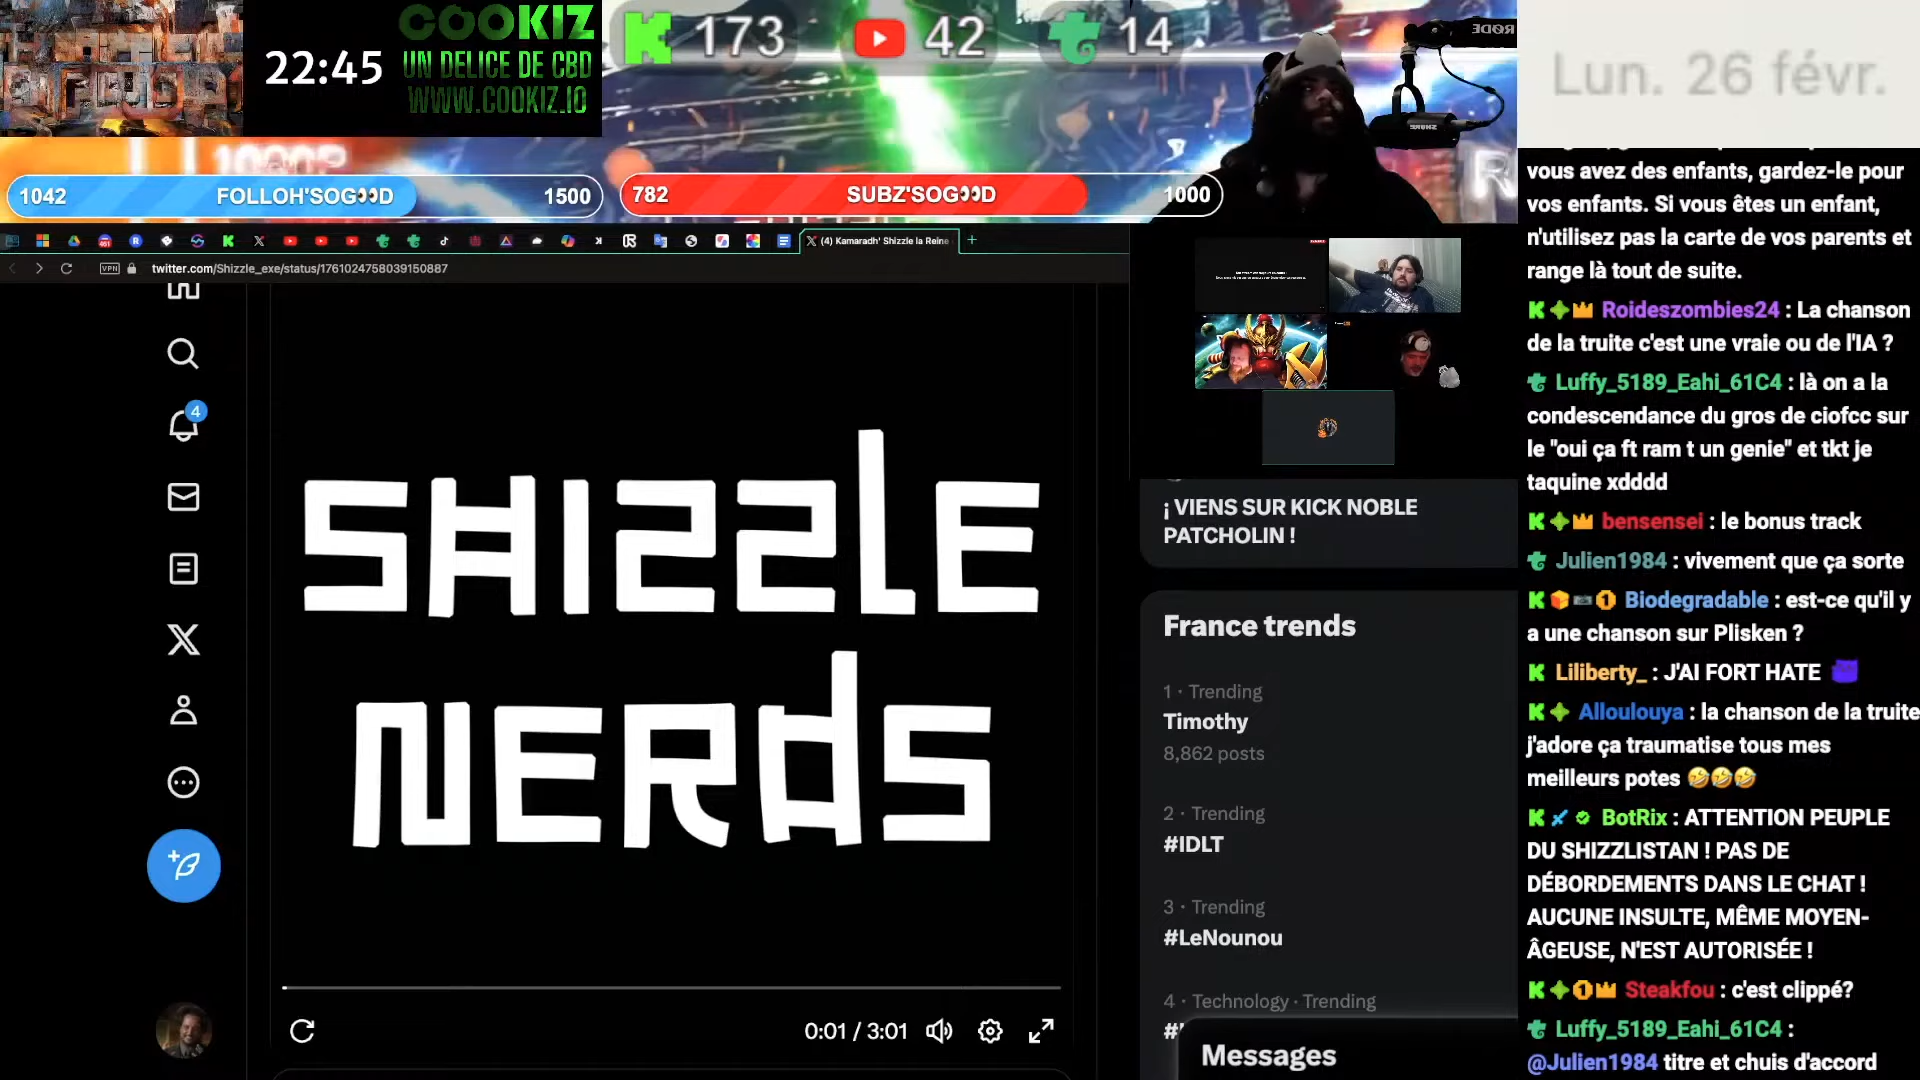 22:45
COOKIZ
UN DELICE DE CBD
WWW.COOKIZ.IO
173
42
14
RØDE
SHURE
Lun. 26 févr.
1042 FOLLOH'SOG👀D 1500
782 SUBZ'SOG👀D 1000
(4) Kamaradh' Shizzle la Reine
VPN
twitter.com/Shizzle_exe/status/1761024758039150887
4
SHIZZLE
NERdS
0:01 / 3:01
¡ VIENS SUR KICK NOBLE
PATCHOLIN !
France trends
1 · Trending
Timothy
8,862 posts
2 · Trending
#IDLT
3 · Trending
#LeNounou
4 · Technology · Trending
Messages
vous avez des enfants, gardez-le pour
vos enfants. Si vous êtes un enfant,
n'utilisez pas la carte de vos parents et
range là tout de suite.
Roideszombies24 : La chanson
de la truite c'est une vraie ou de l'IA ?
Luffy_5189_Eahi_61C4 : là on a la
condescendance du gros de ciofcc sur
le "oui ça ft ram t un genie" et tkt je
taquine xdddd
bensensei : le bonus track
Julien1984 : vivement que ça sorte
Biodegradable : est-ce qu'il y
a une chanson sur Plisken ?
Liliberty_ : J'AI FORT HATE
Alloulouya : la chanson de la truite
j'adore ça traumatise tous mes
meilleurs potes 🤣🤣🤣
BotRix : ATTENTION PEUPLE
DU SHIZZLISTAN ! PAS DE
DÉBORDEMENTS DANS LE CHAT !
AUCUNE INSULTE, MÊME MOYEN-
ÂGEUSE, N'EST AUTORISÉE !
Steakfou : c'est clippé?
Luffy_5189_Eahi_61C4 :
@Julien1984 titre et chuis d'accord